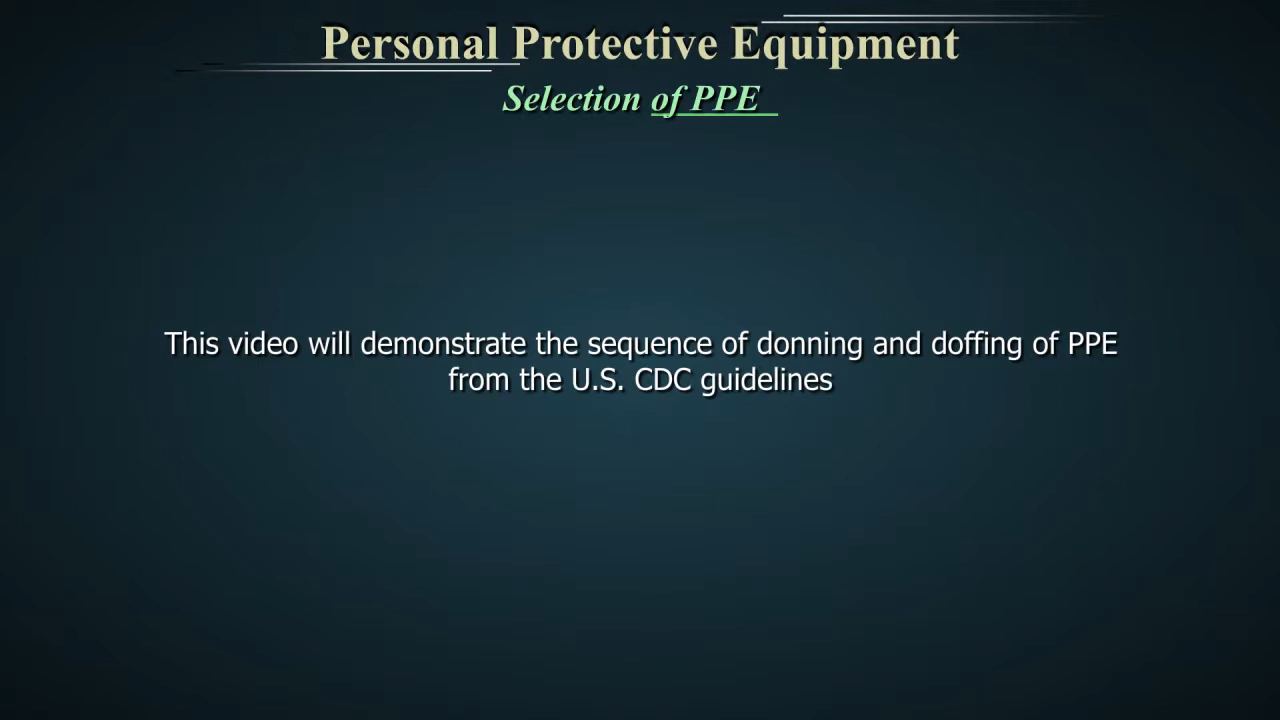 Personal Protective Equipment
Selection of PPE
This video will demonstrate the sequence of donning and doffing of PPE
from the U.S. CDC guidelines